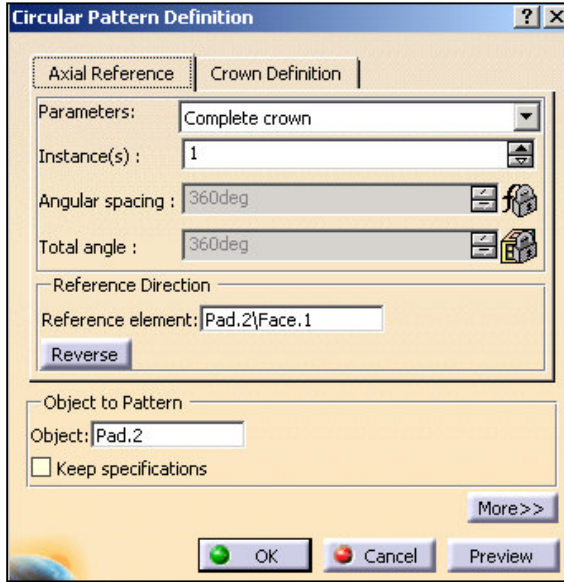 Circular Pattern Definition
Axial Reference Crown Definition
Parameters: Complete crown
Instance(s) : 1
Angular spacing : 360deg
Total angle : 360deg
Reference Direction
Reference element: Pad.2\Face.1
Reverse
Object to Pattern
Object: Pad.2
Keep specifications
More>>
OK Cancel Preview